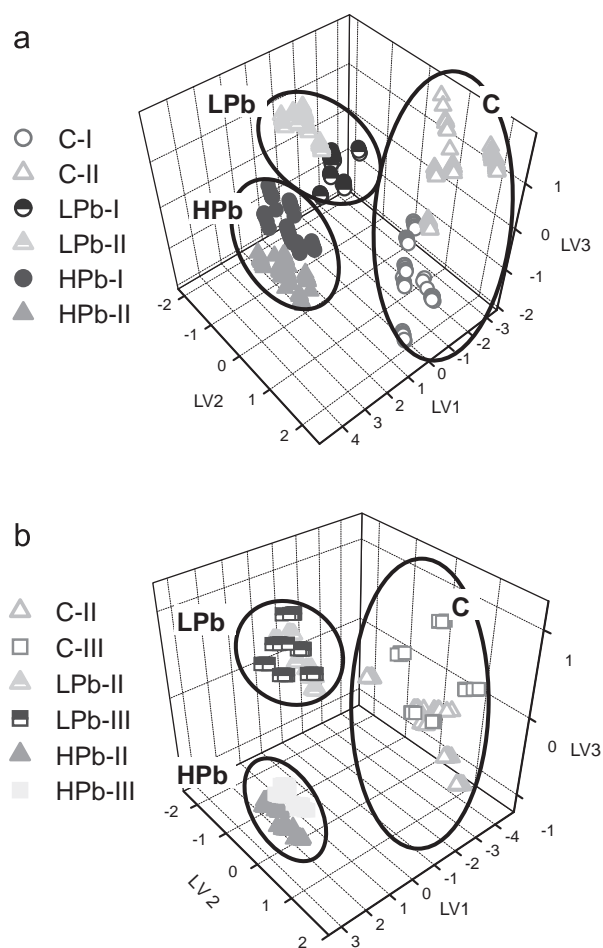 a
C-I
C-II
LPb-I
LPb-II
HPb-I
HPb-II
LPb
C
HPb
1
0 LV3
-1
-2
-2
-1
0
LV2
1
2
4
3
2
1
0
-1
-2
-3
LV1
b
C-II
C-III
LPb-II
LPb-III
HPb-II
HPb-III
LPb
C
HPb
1
0 LV3
-1
-2
-1
0
LV 2
1
2
3
2
1
0
-1
-2
-3
-4
LV1